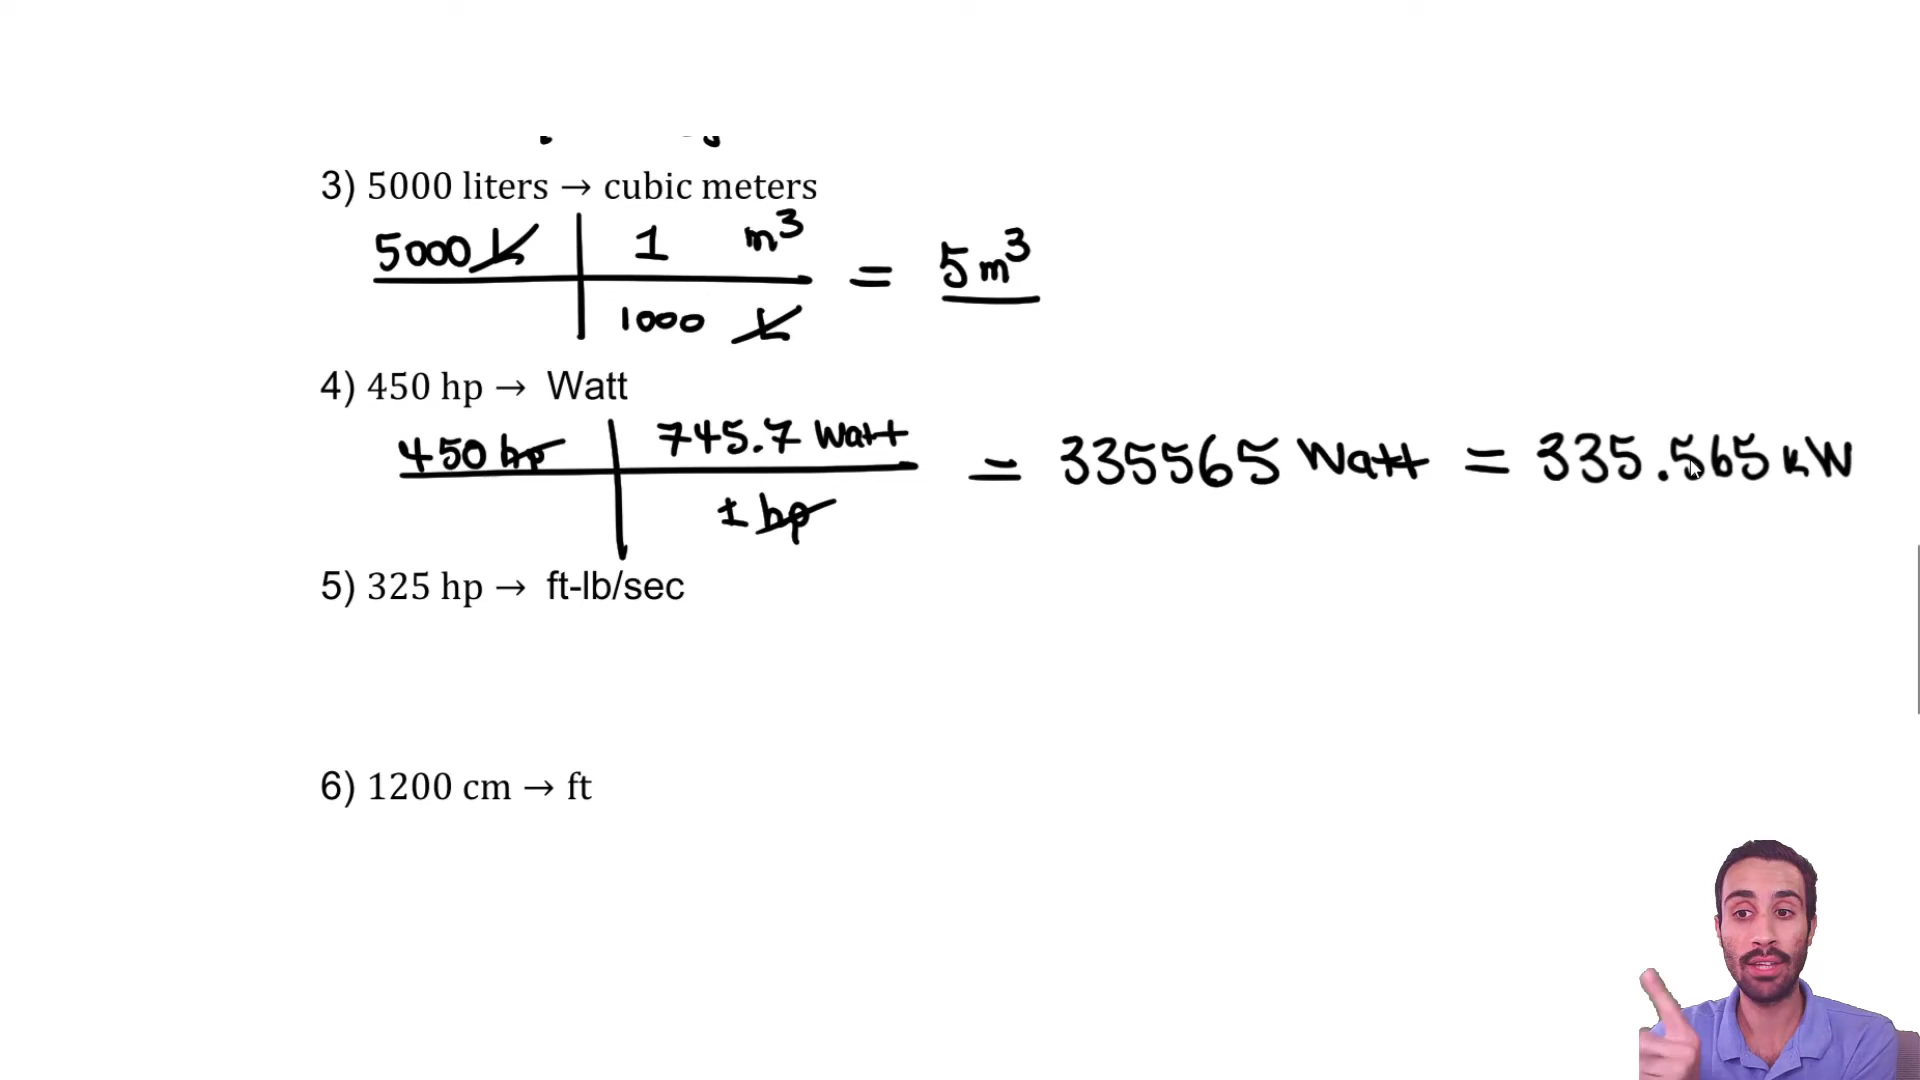 3) 5000 liters → cubic meters
5000 L | 1 m³ = 5 m³
1000 L
4) 450 hp → Watt
450 hp | 745.7 Watt = 335565 Watt = 335.565 kW
1 hp
5) 325 hp → ft-lb/sec
6) 1200 cm → ft